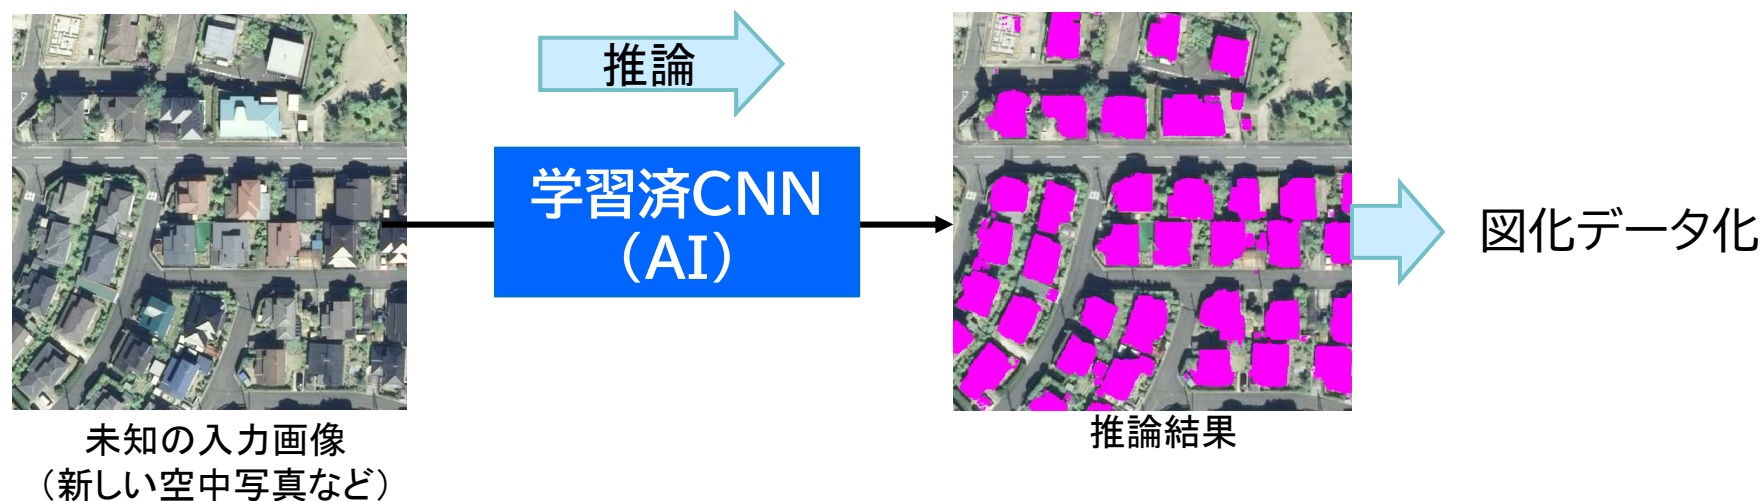 推論
学習済CNN
（AI）
図化データ化
未知の入力画像
（新しい空中写真など）
推論結果